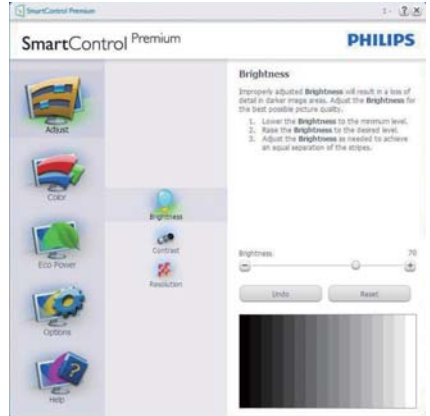 SmartControl Premium
SmartControl Premium
PHILIPS
Adjust
Color
Eco Power
Options
Help
Brightness
Contrast
Resolution
Brightness
Improperly adjusted Brightness will result in a loss of
detail in darker image areas. Adjust the Brightness for
the best possible picture quality.
1. Lower the Brightness to the minimum level.
2. Raise the Brightness to the desired level.
3. Adjust the Brightness as needed to achieve
an equal separation of the stripes.
Brightness: 70
Undo Reset